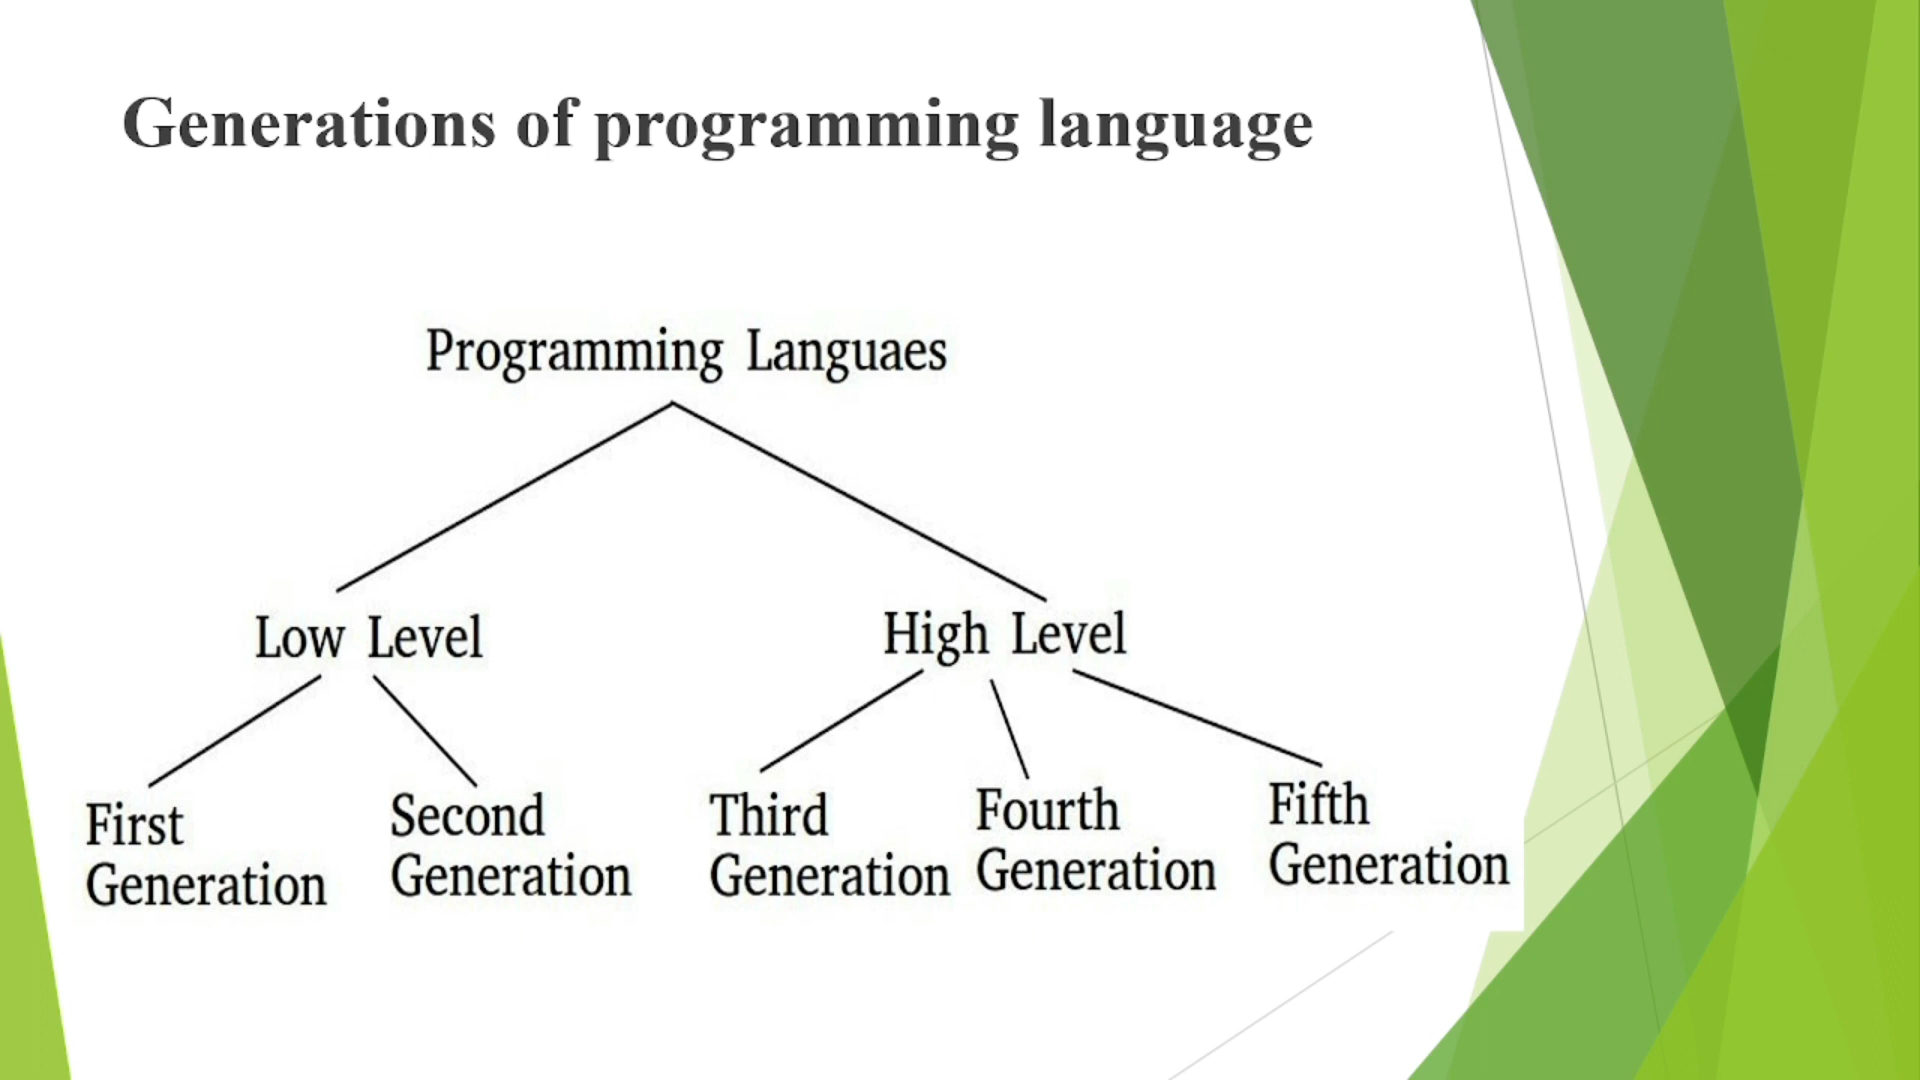 Generations of programming language
Programming Languaes
Low Level
High Level
First
Generation
Second
Generation
Third
Generation
Fourth
Generation
Fifth
Generation